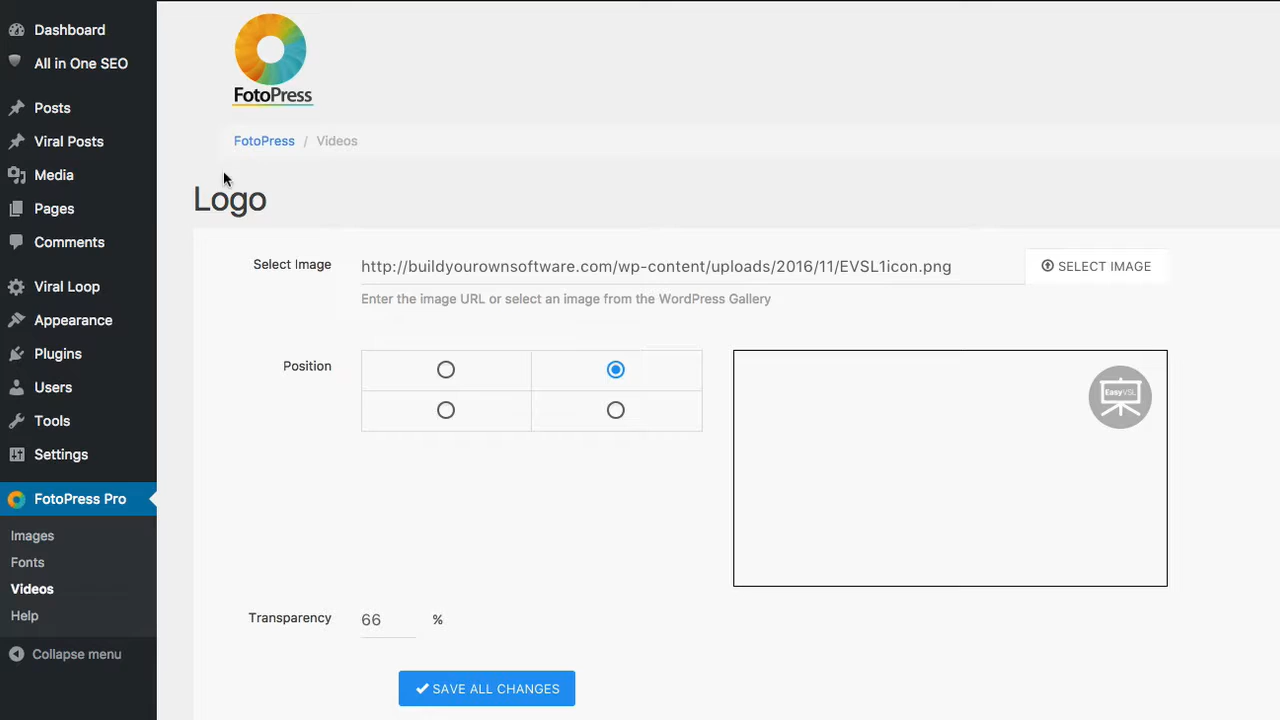 Dashboard
All in One SEO
Posts
Viral Posts
Media
Pages
Comments
Viral Loop
Appearance
Plugins
Users
Tools
Settings
FotoPress Pro
Images
Fonts
Videos
Help
Collapse menu
FotoPress
FotoPress / Videos
Logo
Select Image
http://buildyourownsoftware.com/wp-content/uploads/2016/11/EVSL1icon.png
SELECT IMAGE
Enter the image URL or select an image from the WordPress Gallery
Position
EasyVSL
Transparency
66 %
SAVE ALL CHANGES